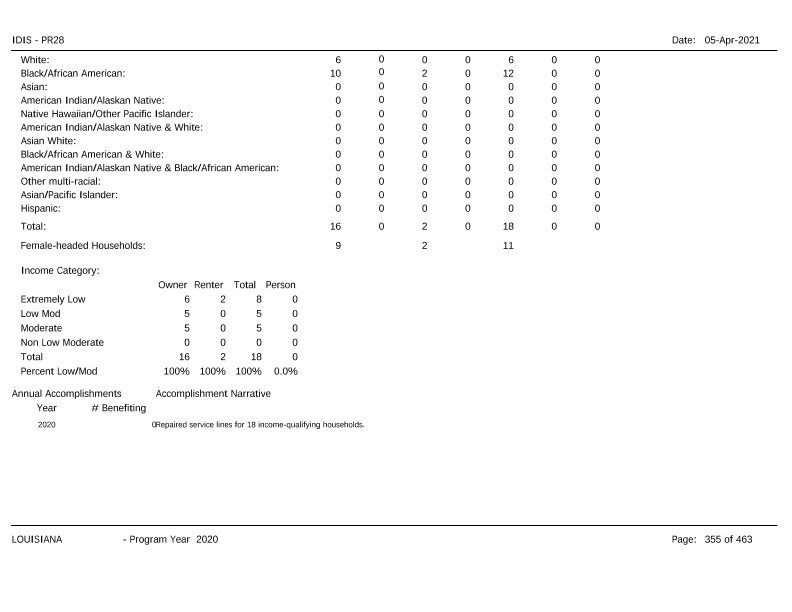 IDIS - PR28 Date: 05-Apr-2021
White: 6 0 0 0 6 0 0
Black/African American: 10 0 2 0 12 0 0
Asian: 0 0 0 0 0 0 0
American Indian/Alaskan Native: 0 0 0 0 0 0 0
Native Hawaiian/Other Pacific Islander: 0 0 0 0 0 0 0
American Indian/Alaskan Native & White: 0 0 0 0 0 0 0
Asian White: 0 0 0 0 0 0 0
Black/African American & White: 0 0 0 0 0 0 0
American Indian/Alaskan Native & Black/African American: 0 0 0 0 0 0 0
Other multi-racial: 0 0 0 0 0 0 0
Asian/Pacific Islander: 0 0 0 0 0 0 0
Hispanic: 0 0 0 0 0 0 0
Total: 16 0 2 0 18 0 0
Female-headed Households: 9 2 11
Income Category:
Owner Renter Total Person
Extremely Low 6 2 8 0
Low Mod 5 0 5 0
Moderate 5 0 5 0
Non Low Moderate 0 0 0 0
Total 16 2 18 0
Percent Low/Mod 100% 100% 100% 0.0%
Annual Accomplishments Accomplishment Narrative
Year # Benefiting
2020 0Repaired service lines for 18 income-qualifying households.
LOUISIANA - Program Year 2020 Page: 355 of 463